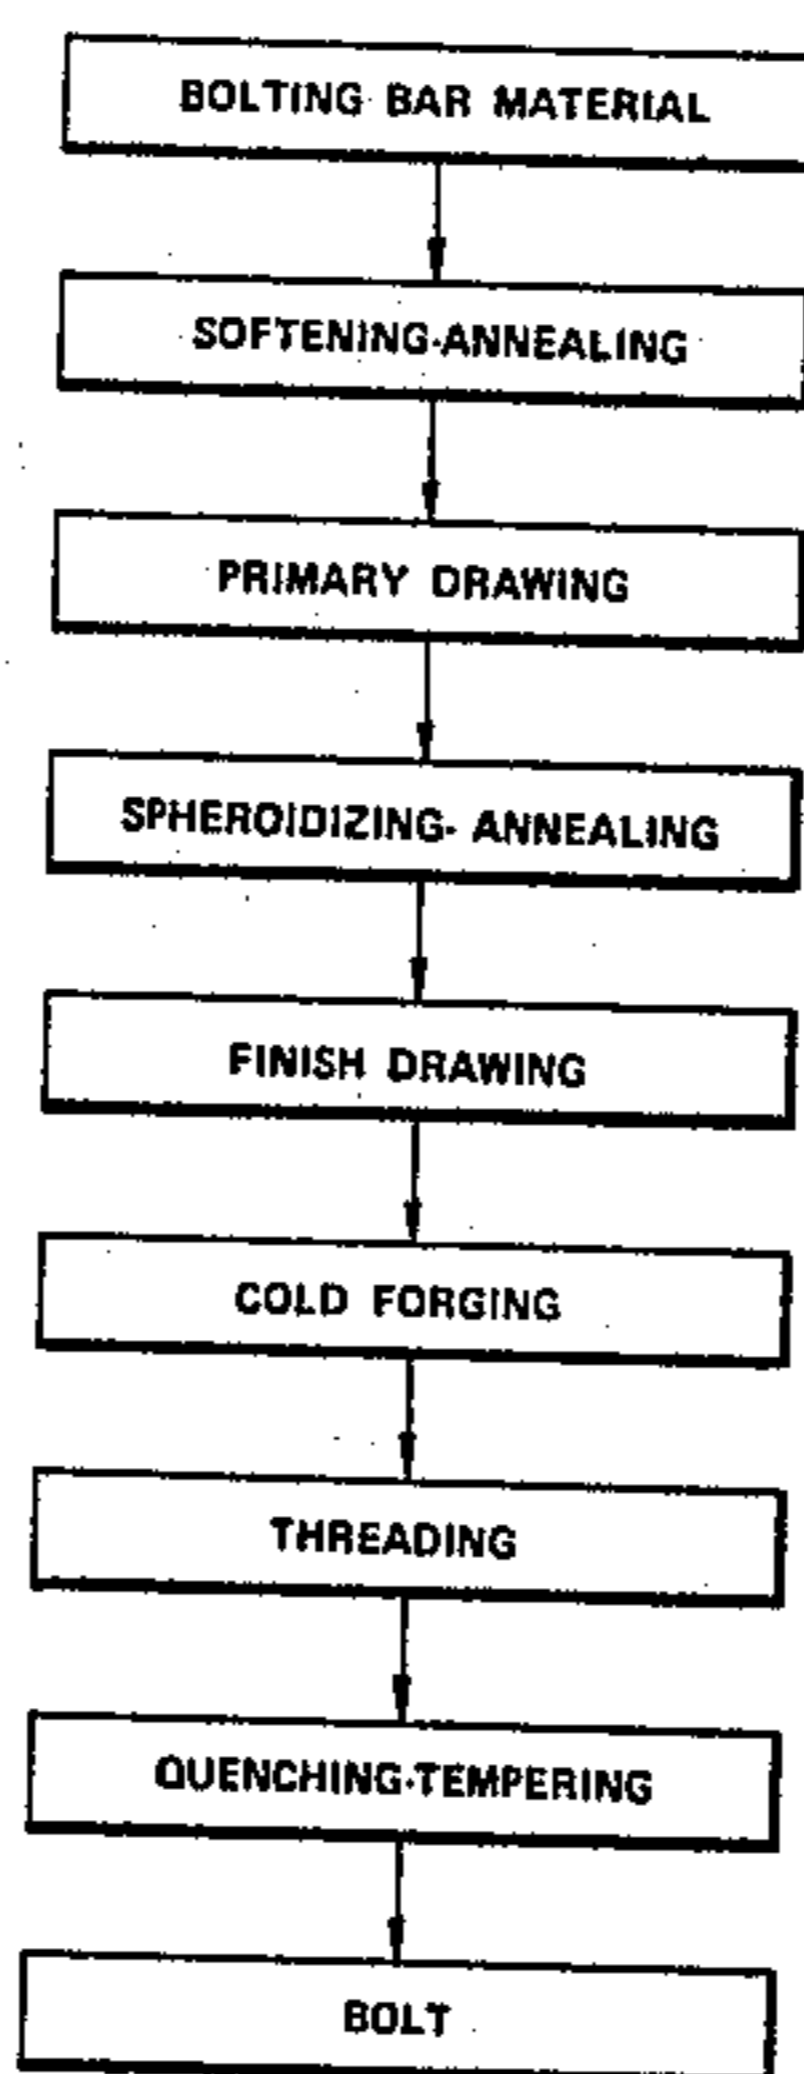 BOLTING BAR MATERIAL
SOFTENING-ANNEALING
PRIMARY DRAWING
SPHEROIDIZING- ANNEALING
FINISH DRAWING
COLD FORGING
THREADING
QUENCHING-TEMPERING
BOLT